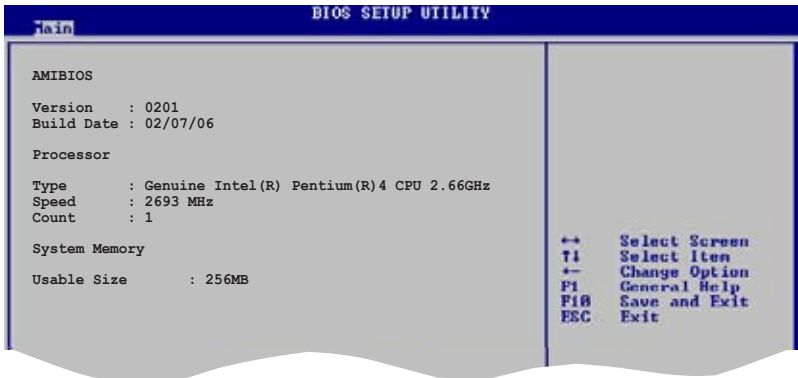 BIOS SETUP UTILITY
Main
AMIBIOS
Version : 0201
Build Date : 02/07/06
Processor
Type : Genuine Intel(R) Pentium(R)4 CPU 2.66GHz
Speed : 2693 MHz
Count : 1
System Memory
Usable Size : 256MB
←→ Select Screen
↑↓ Select Item
+- Change Option
F1 General Help
F10 Save and Exit
ESC Exit